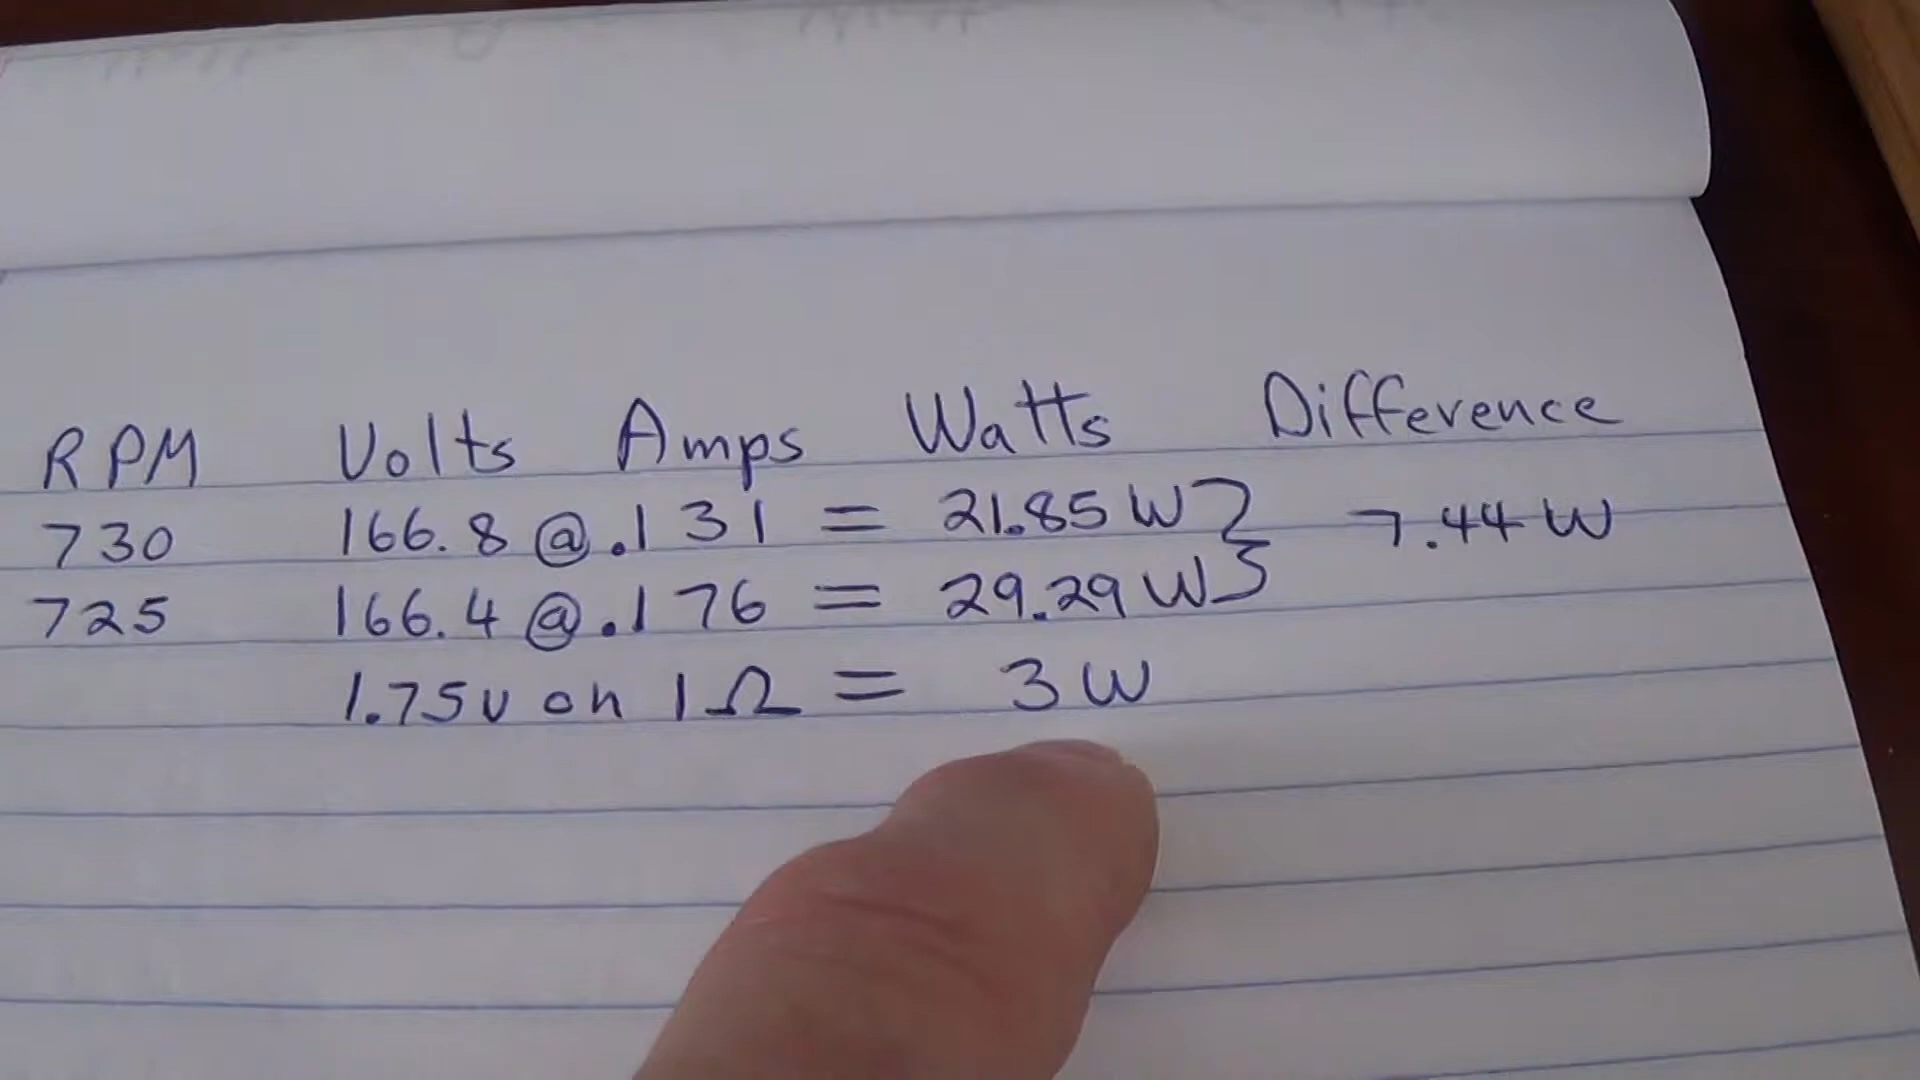 RPM Volts Amps Watts Difference
730 166.8 @ .131 = 21.85 W } 7.44 W
725 166.4 @ .176 = 29.29 W
1.75v on 1Ω = 3 W